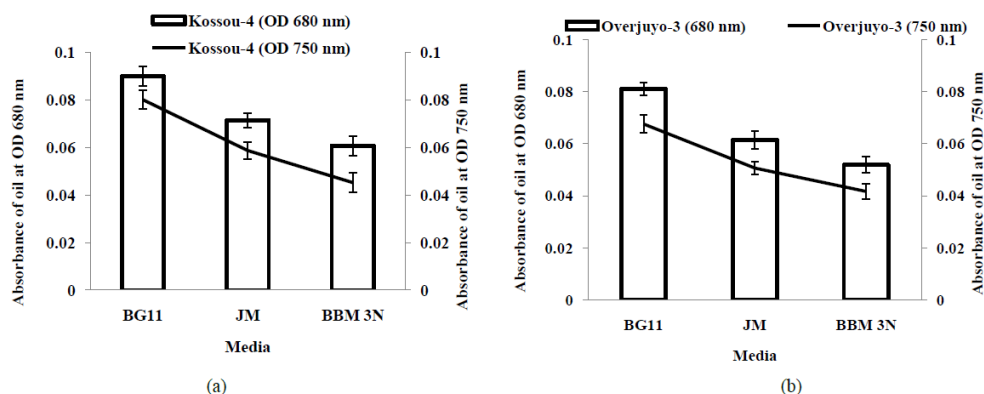 Kossou-4 (OD 680 nm)
Kossou-4 (OD 750 nm)
Absorbance of oil at OD 680 nm
0.1
0.08
0.06
0.04
0.02
0
0.1
0.08
0.06
0.04
0.02
0
Absorbance of oil at OD 750 nm
BG11 JM BBM 3N
Media
(a)
Overjuyo-3 (680 nm) Overjuyo-3 (750 nm)
Absorbance of oil at OD 680 nm
0.1
0.08
0.06
0.04
0.02
0
0.1
0.08
0.06
0.04
0.02
0
Absorbance of oil at OD 750 nm
BG11 JM BBM 3N
Media
(b)